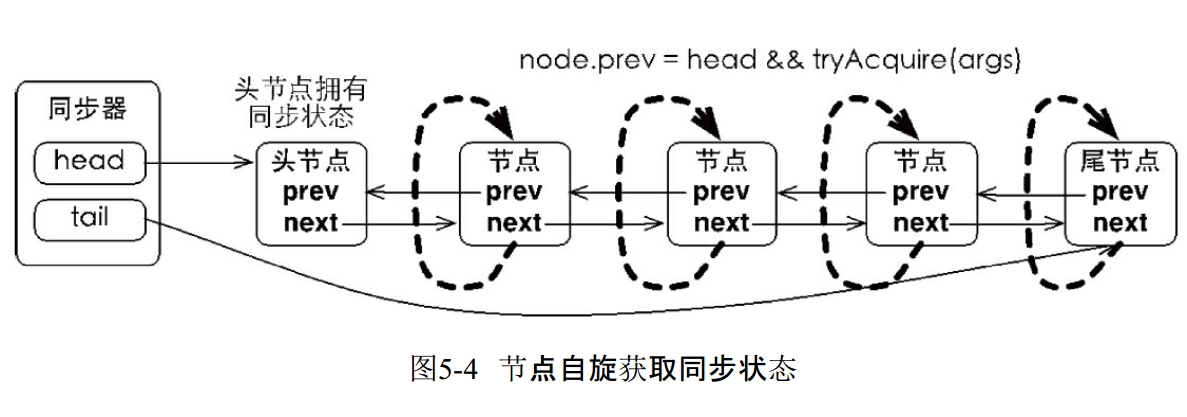 node.prev = head && tryAcquire(args)
同步器
head
tail
头节点拥有
同步状态
头节点
prev
next
节点
prev
next
节点
prev
next
节点
prev
next
尾节点
prev
next
图5-4 节点自旋获取同步状态